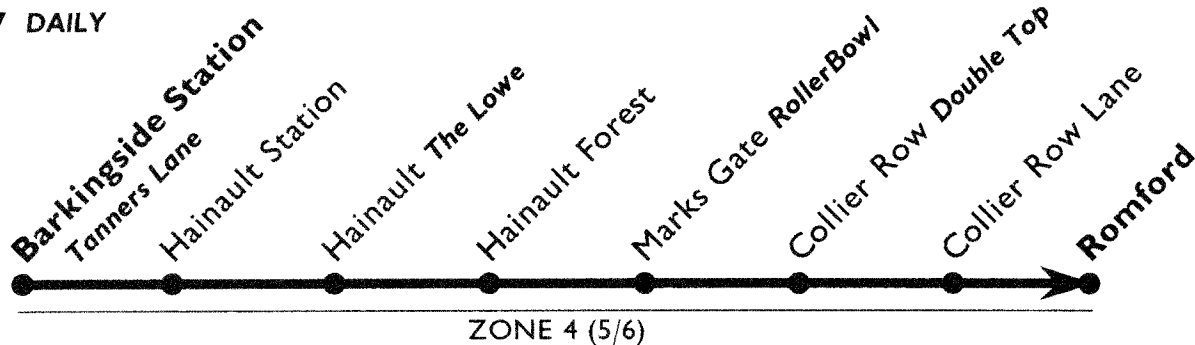 DAILY
Barkingside Station
Tanners Lane
Hainault Station
Hainault The Lowe
Hainault Forest
Marks Gate RollerBowl
Collier Row Double Top
Collier Row Lane
Romford
ZONE 4 (5/6)